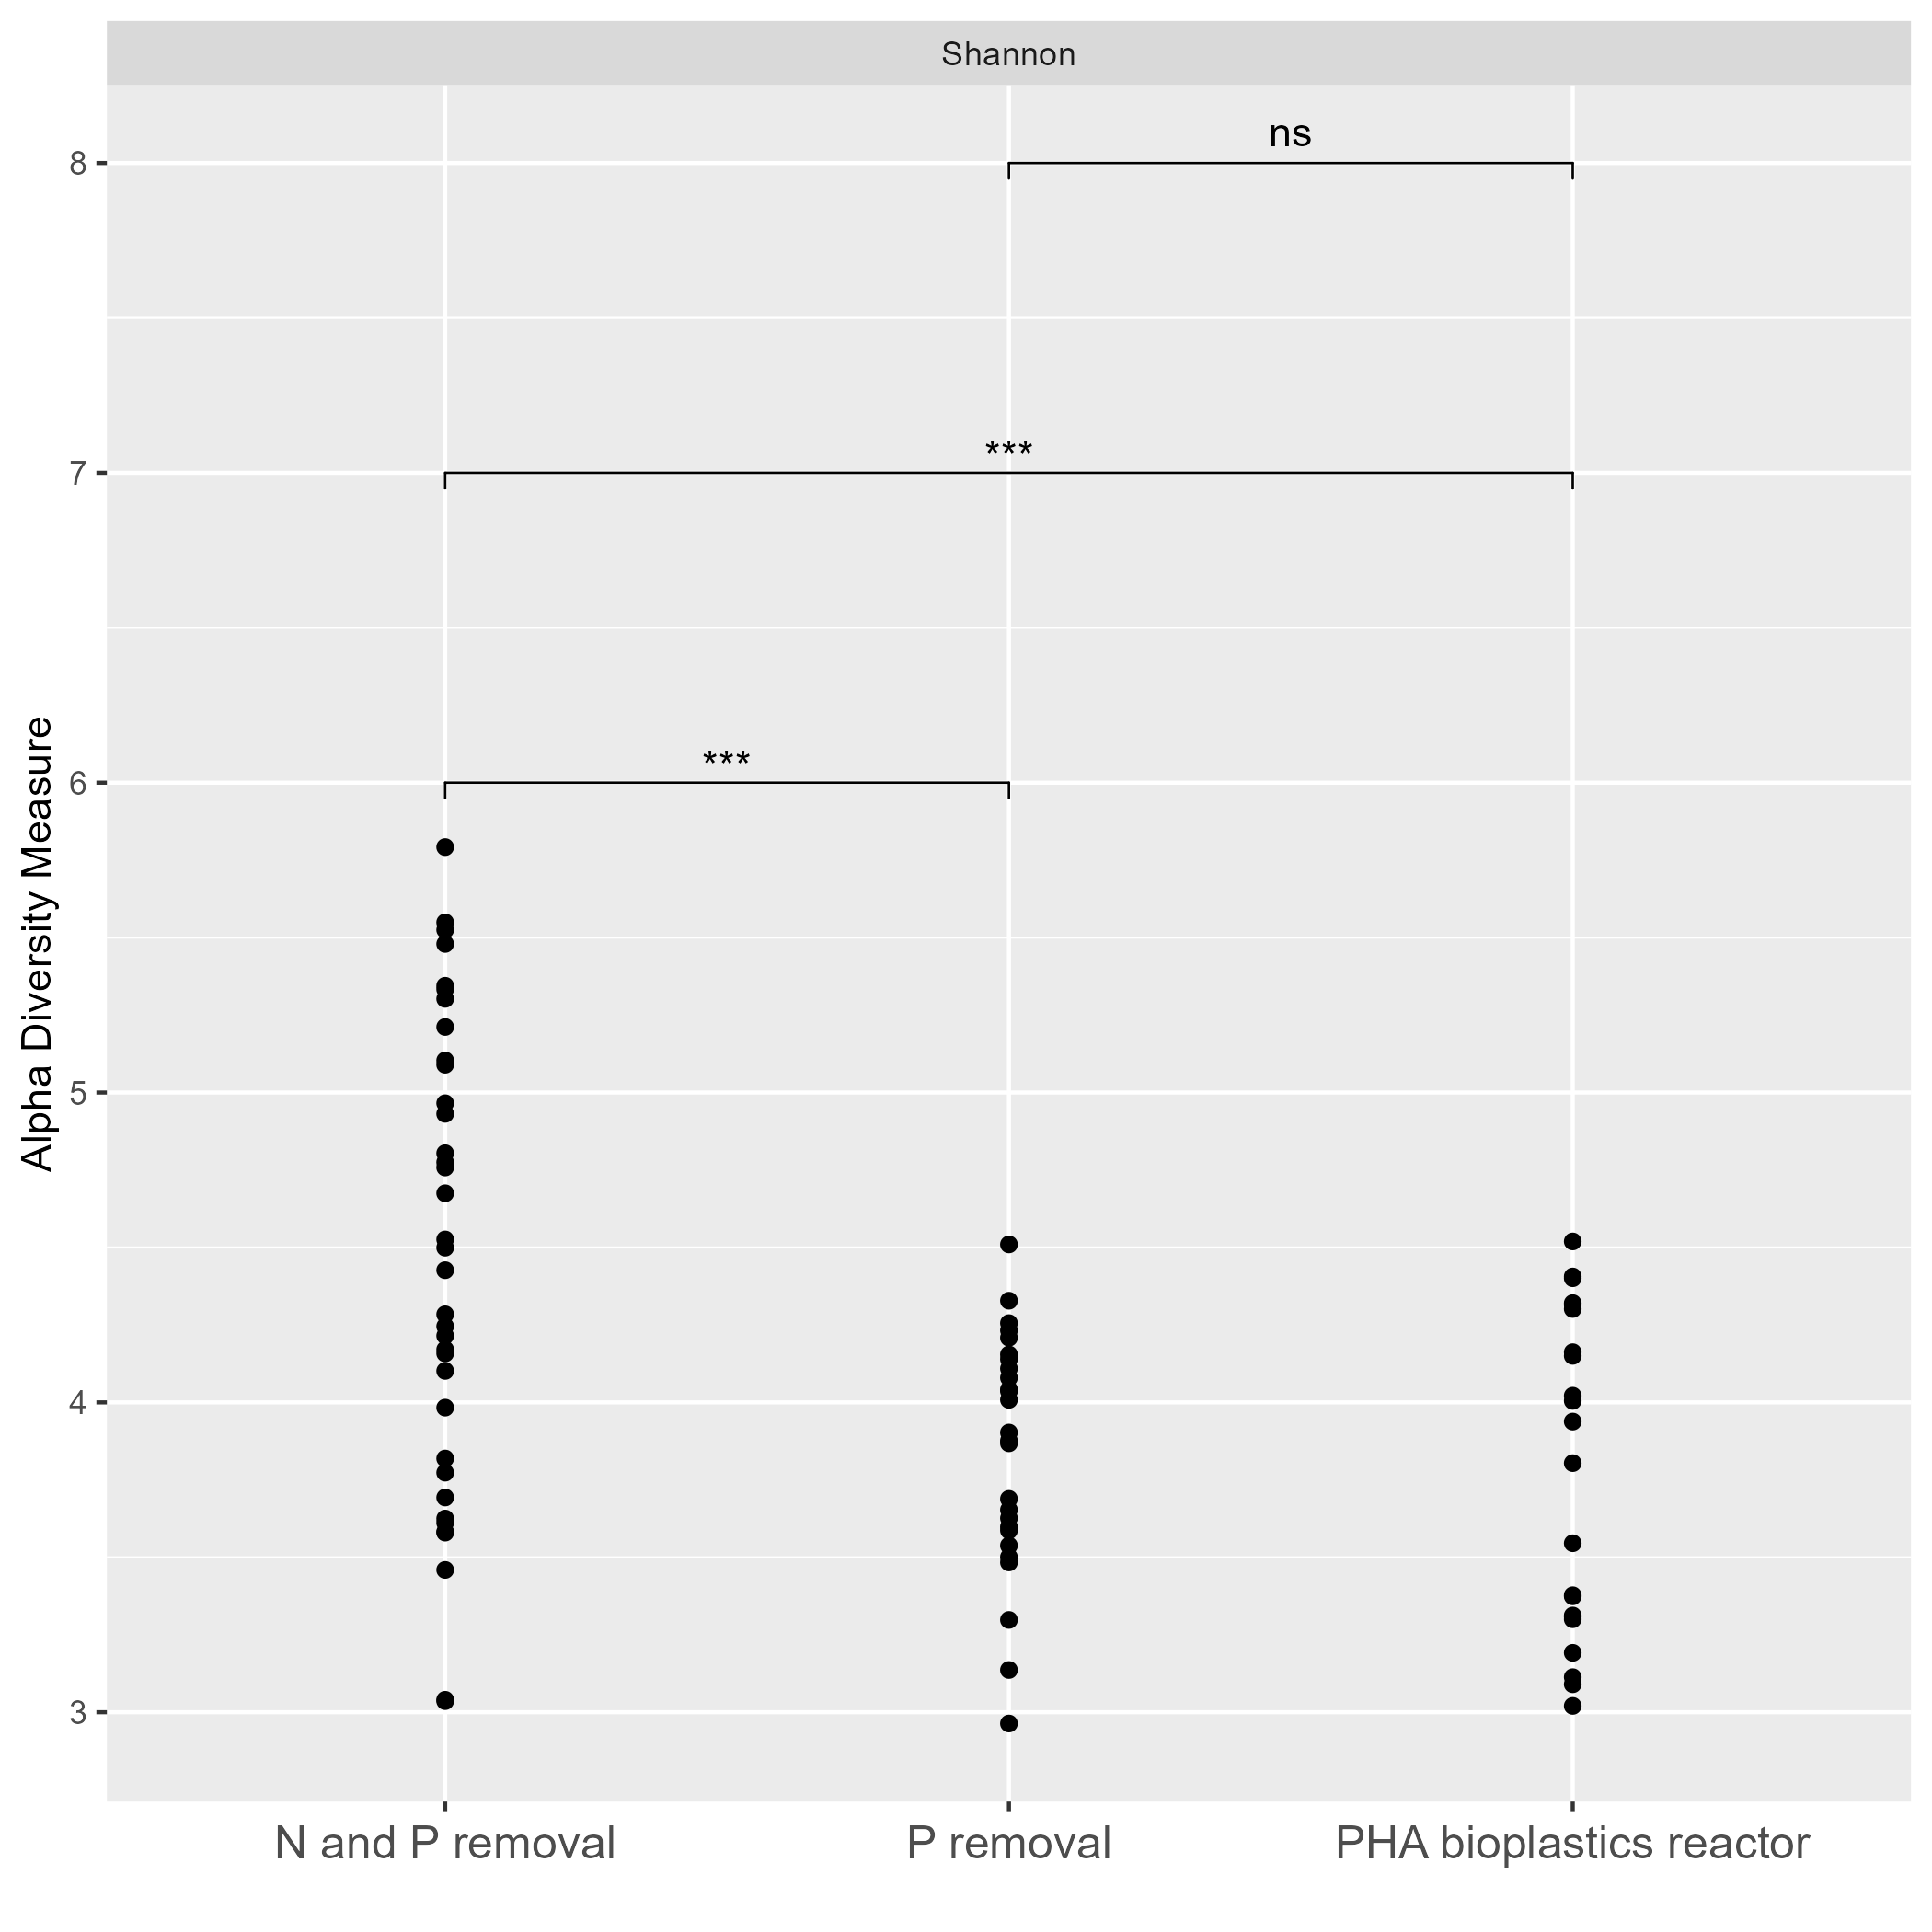 Shannon
ns
8
***
7
***
6
Alpha Diversity Measure
5
4
3
N and P removal
P removal
PHA bioplastics reactor